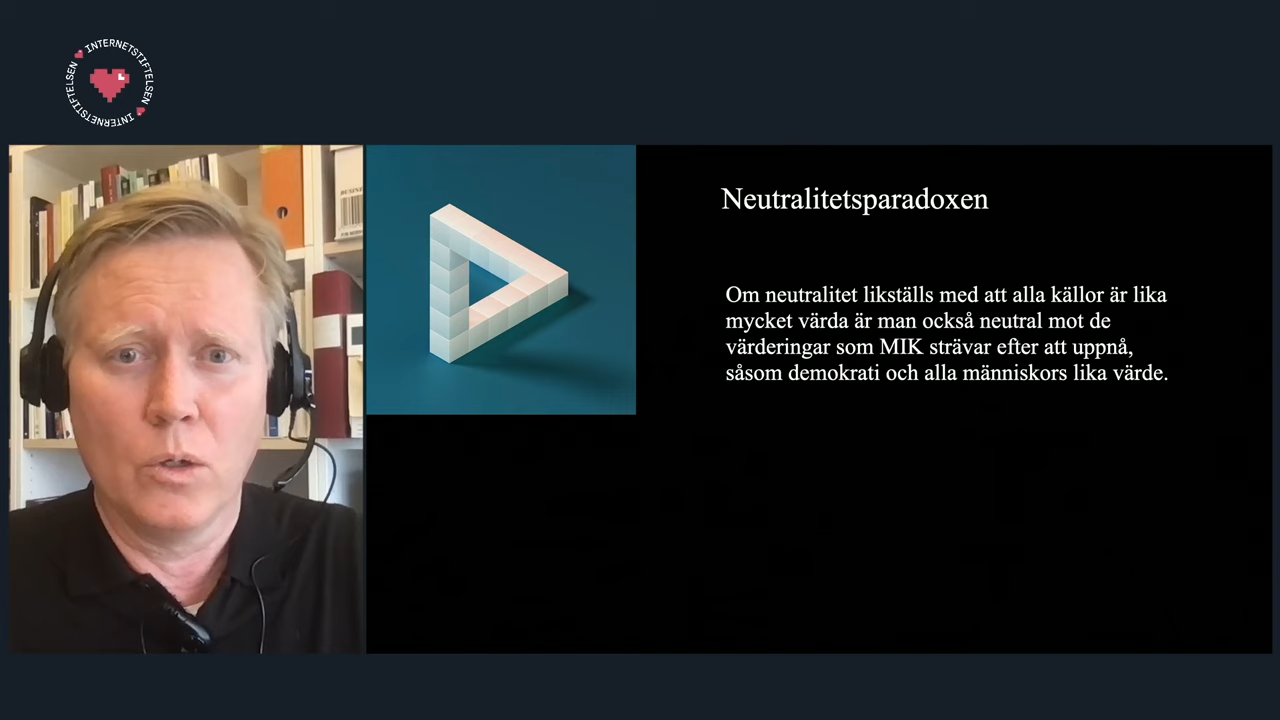 INTERNETSTIFTELSEN
INTERNETSTIFTELSEN
Neutralitetsparadoxen
Om neutralitet likställs med att alla källor är lika
mycket värda är man också neutral mot de
värderingar som MIK strävar efter att uppnå,
såsom demokrati och alla människors lika värde.